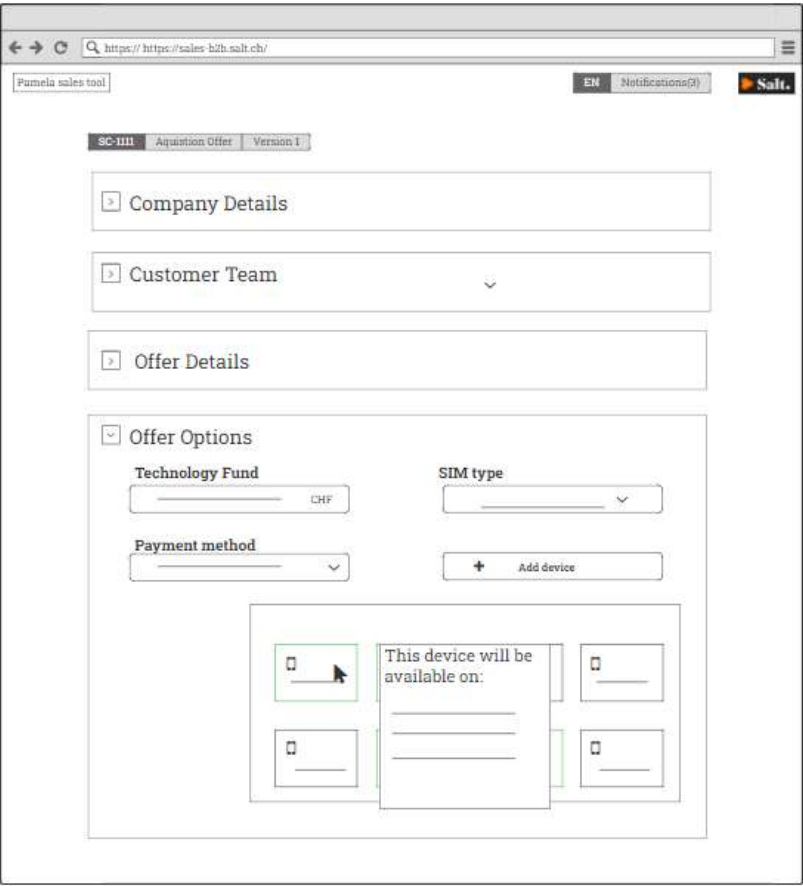 https:// https://sales-b2b.salt.ch/
Pamela sales tool
EN Notifications(3)
Salt.
SC-1111 Aquistion Offer Version 1
Company Details
Customer Team
Offer Details
Offer Options
Technology Fund
SIM type
CHF
Payment method
Add device
This device will be
available on: